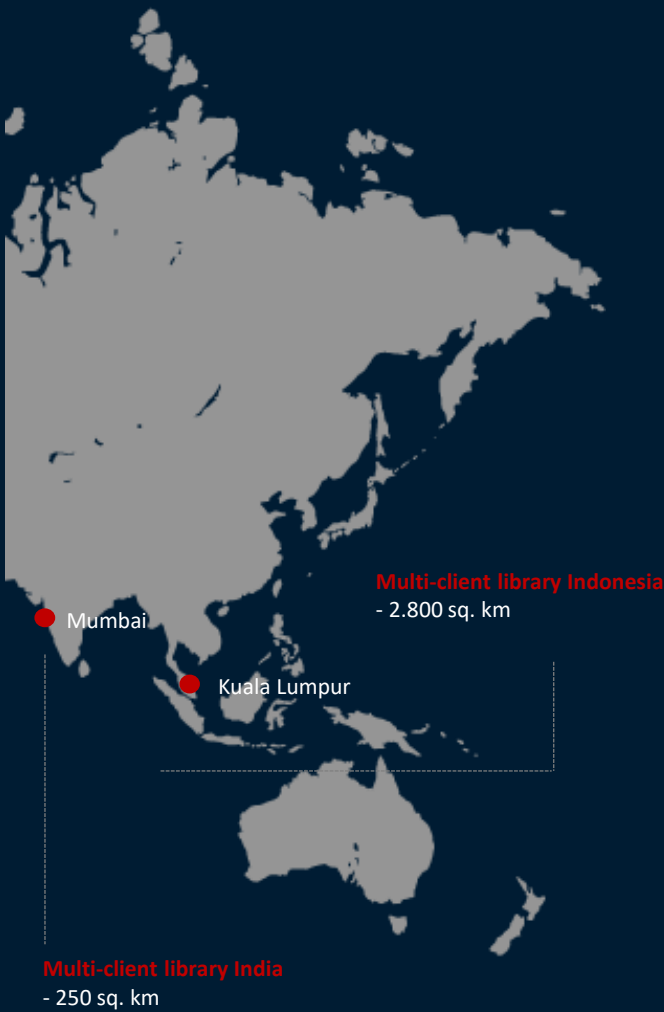 Multi-client library Indonesia
- 2.800 sq. km
Mumbai
Kuala Lumpur
Multi-client library India
- 250 sq. km